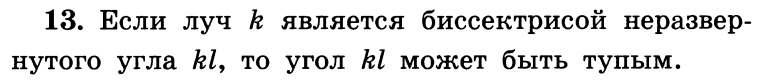 13. Если луч k является биссектрисой неразвер-
нутого угла kl, то угол kl может быть тупым.